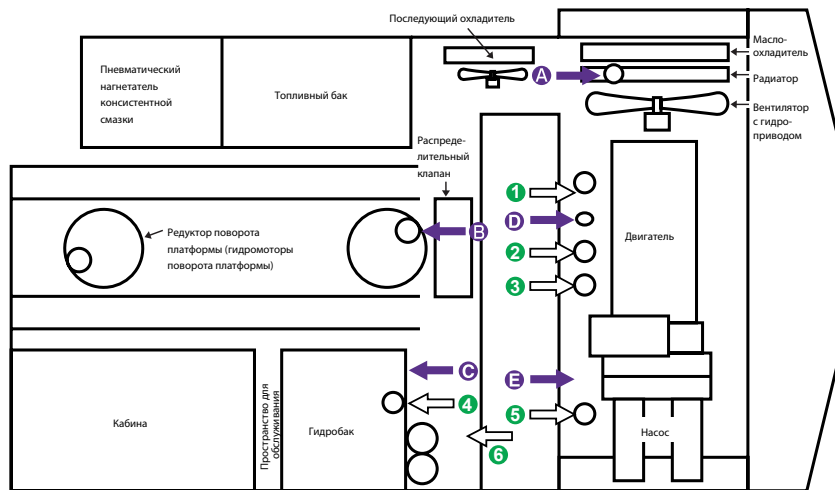 Последующий охладитель
Масло-
охладитель
Радиатор
Вентилятор
с гидро-
приводом
Пневматический
нагнетатель
консистентной
смазки
Топливный бак
A
Распреде-
лительный
клапан
1
D
2
3
B
Двигатель
Редуктор поворота
платформы (гидромоторы
поворота платформы)
C
E
4
5
6
Кабина
Пространство для
обслуживания
Гидробак
Насос